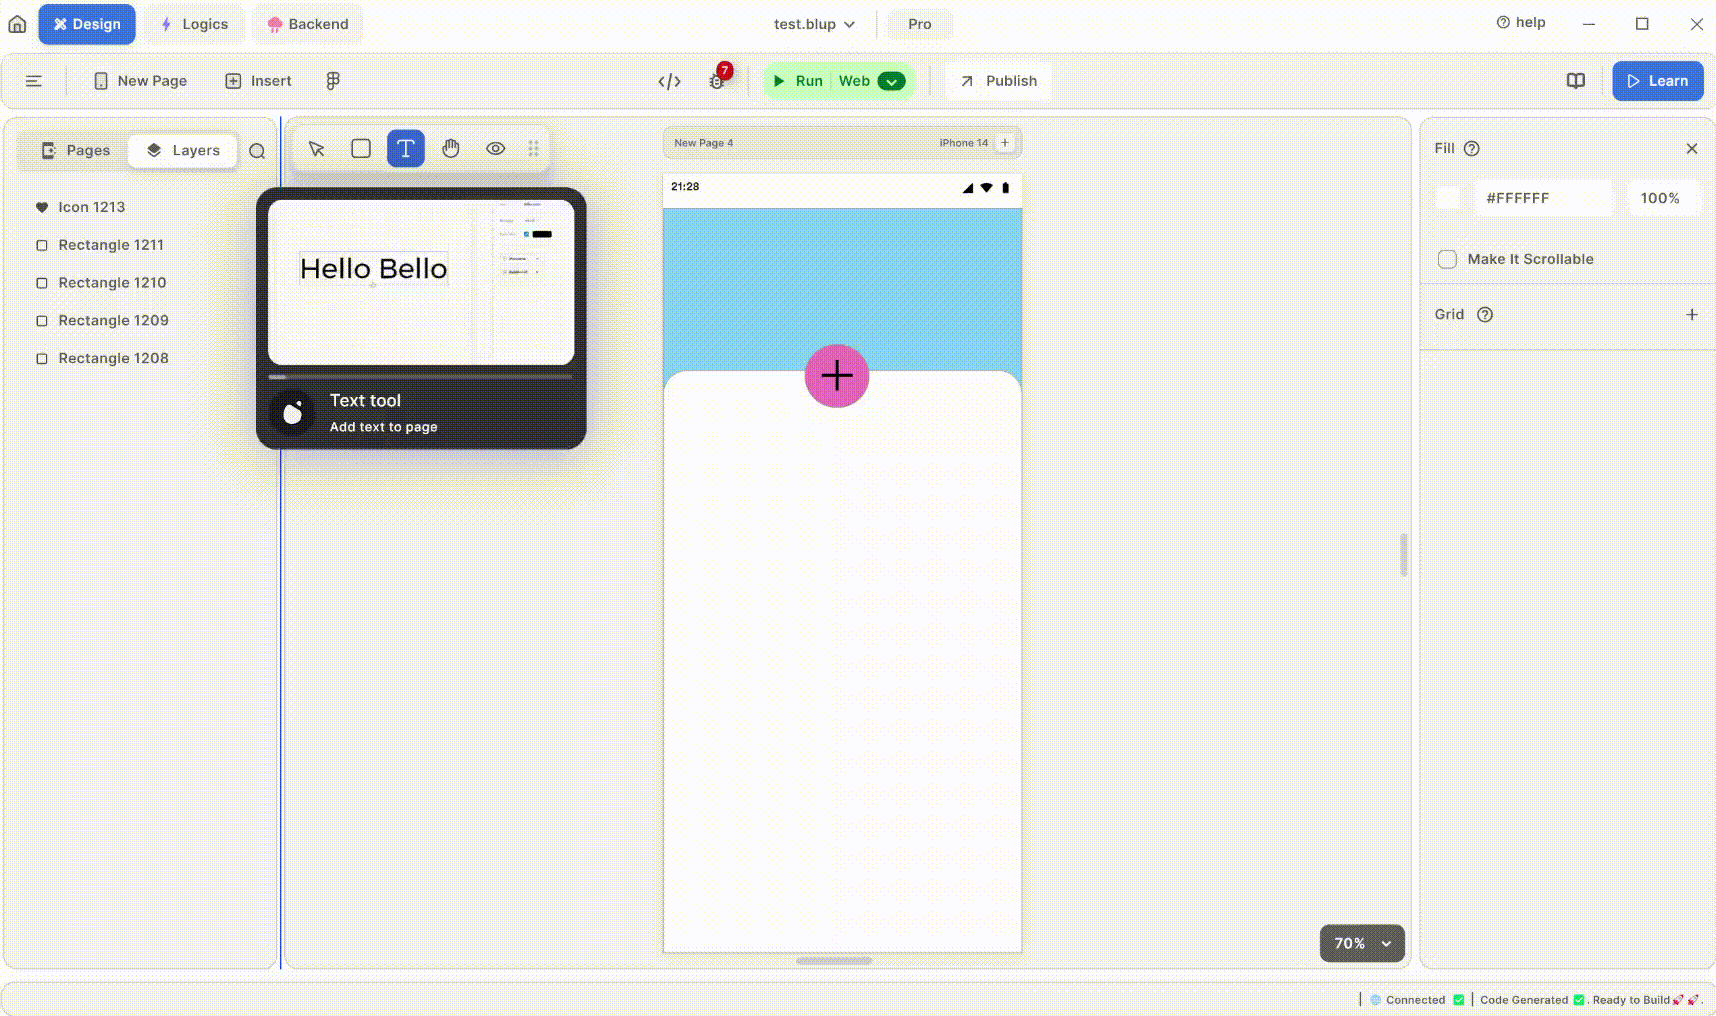 Design
Logics
Backend
test.blup
Pro
help
New Page
Insert
7
Run
Web
Publish
Learn
Pages
Layers
New Page 4
iPhone 14
Fill
Icon 1213
Rectangle 1211
Rectangle 1210
Rectangle 1209
Rectangle 1208
21:28
#FFFFFF
100%
Make It Scrollable
Grid
Hello Bello
Text tool
Add text to page
70%
Connected
Code Generated ✅. Ready to Build🚀🚀.